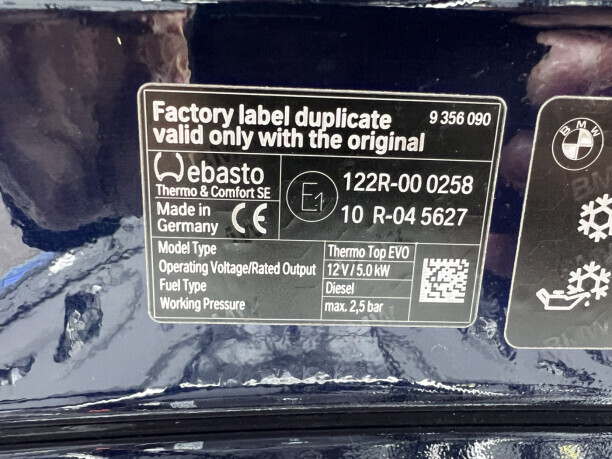 Factory label duplicate
valid only with the original
9 356 090
Webasto
Thermo & Comfort SE
Made in
Germany
CE
E1
122R-00 0258
10 R-04 5627
Model Type Thermo Top EVO
Operating Voltage/Rated Output 12 V / 5.0 kW
Fuel Type Diesel
Working Pressure max. 2,5 bar
BMW